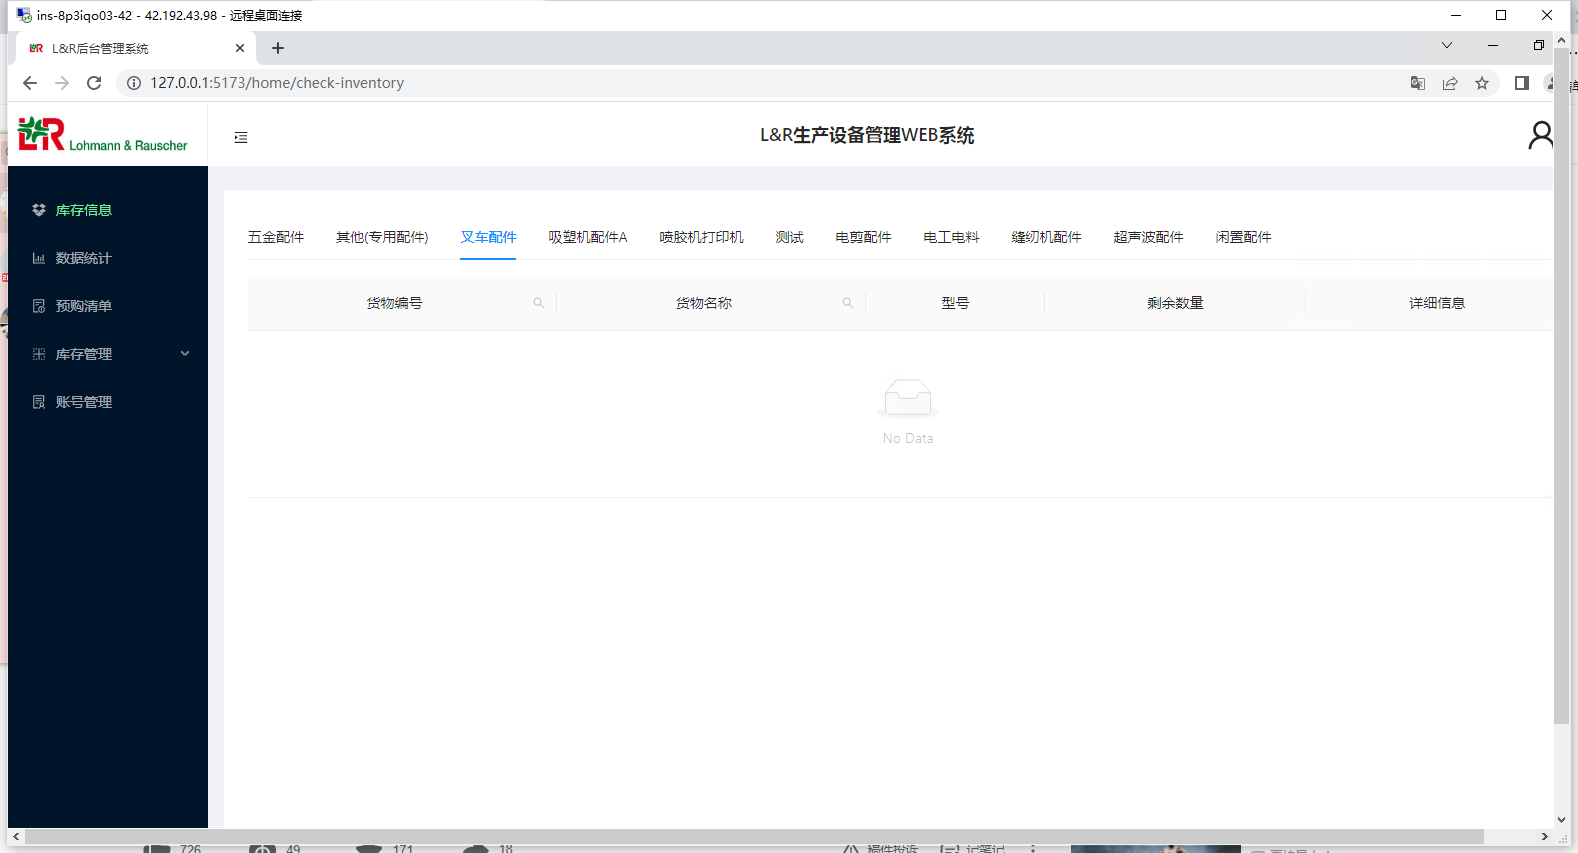 ins-8p3iqo03-42 - 42.192.43.98 - 远程桌面连接
L&R后台管理系统
127.0.0.1:5173/home/check-inventory
L&R Lohmann & Rauscher
L&R生产设备管理WEB系统
库存信息
数据统计
预购清单
库存管理
账号管理
五金配件 其他(专用配件) 叉车配件 吸塑机配件A 喷胶机打印机 测试 电剪配件 电工电料 缝纫机配件 超声波配件 闲置配件
货物编号 货物名称 型号 剩余数量 详细信息
No Data
726 49 171 18 稿件投诉 记笔记